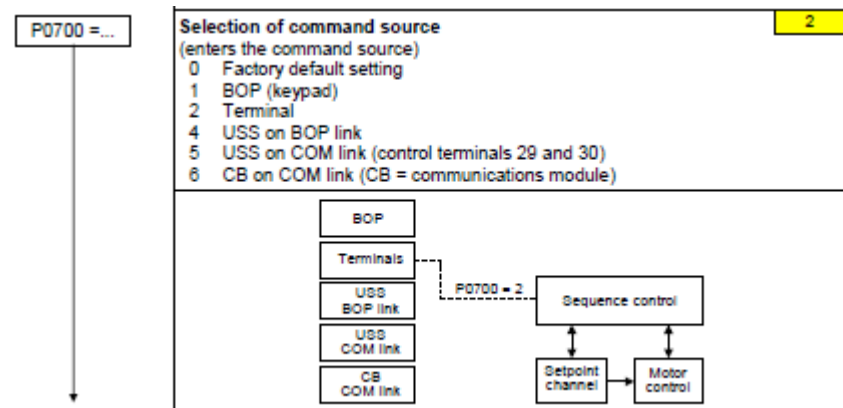 P0700 =...
Selection of command source
2
(enters the command source)
0 Factory default setting
1 BOP (keypad)
2 Terminal
4 USS on BOP link
5 USS on COM link (control terminals 29 and 30)
6 CB on COM link (CB = communications module)
BOP
Terminals
P0700 = 2
USS
BOP link
Sequence control
USS
COM link
CB
COM link
Setpoint
channel
Motor
control